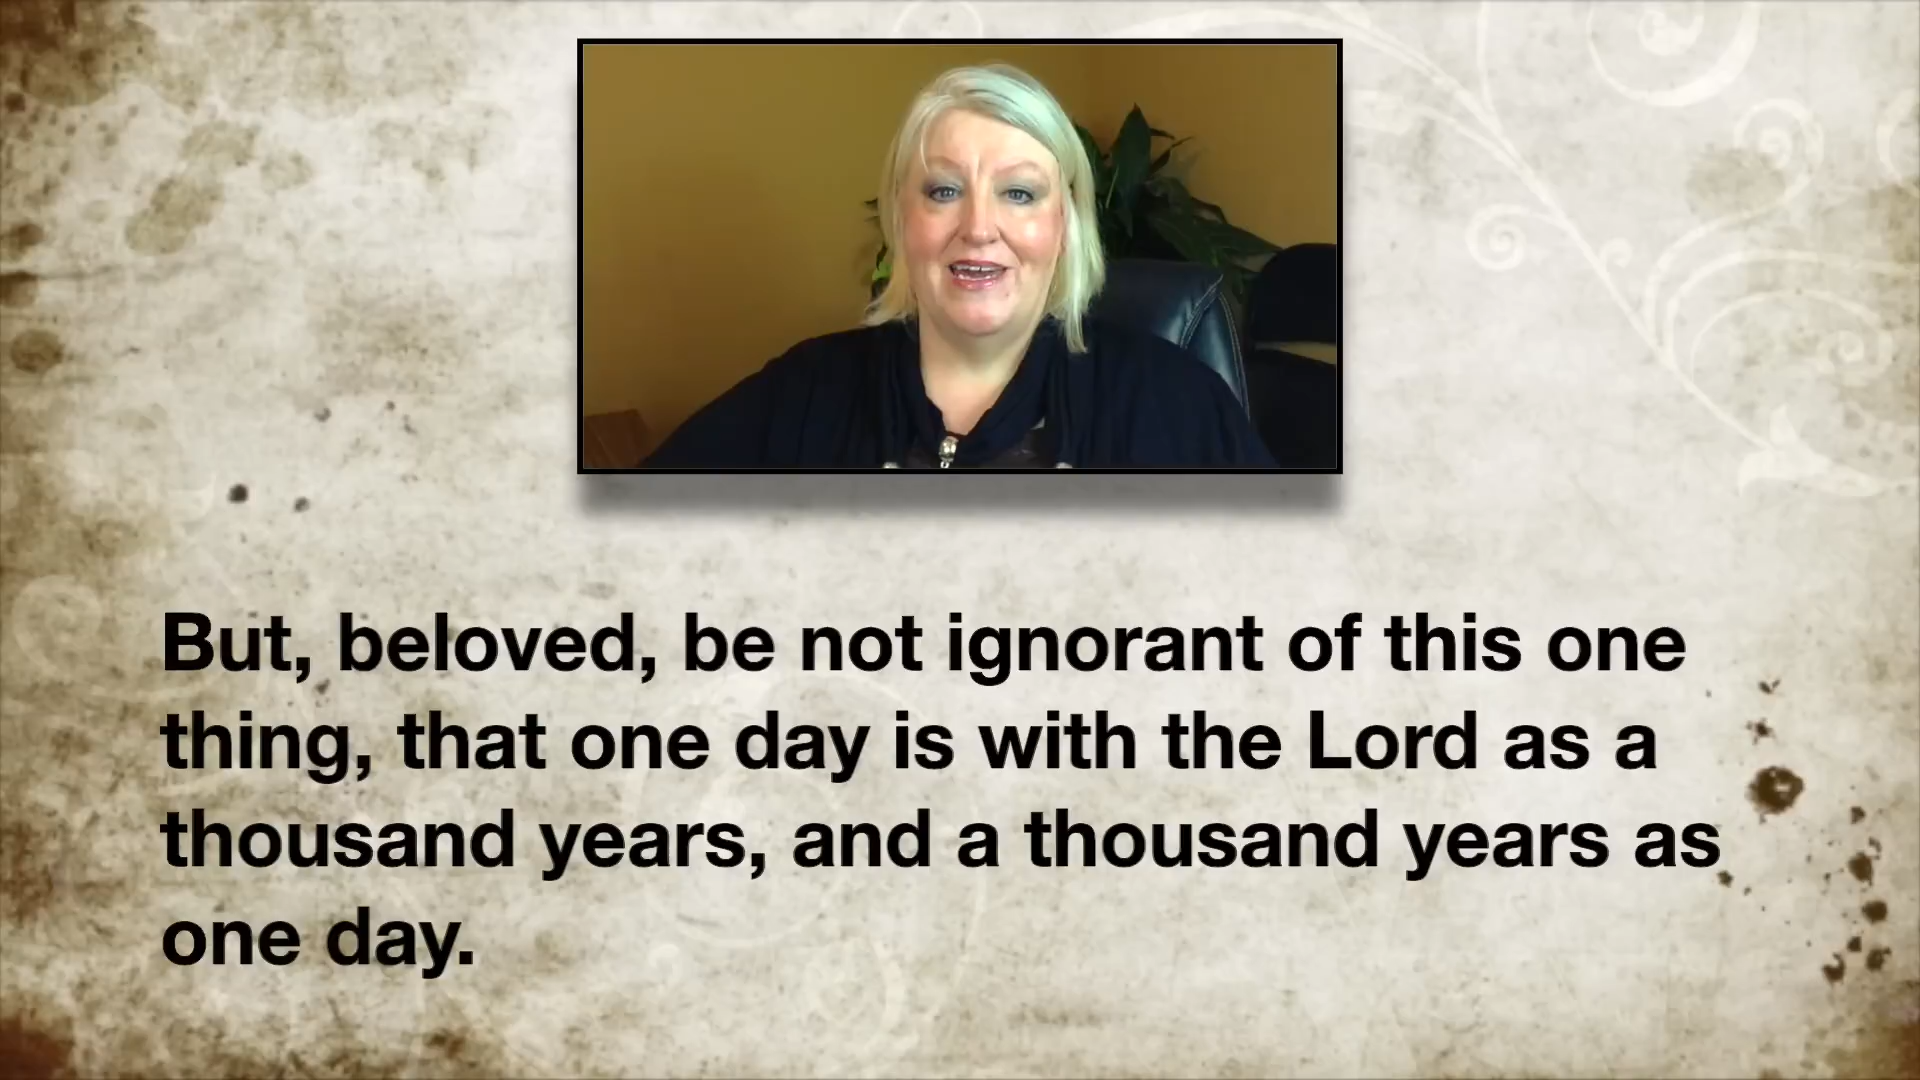 But, beloved, be not ignorant of this one
thing, that one day is with the Lord as a
thousand years, and a thousand years as
one day.